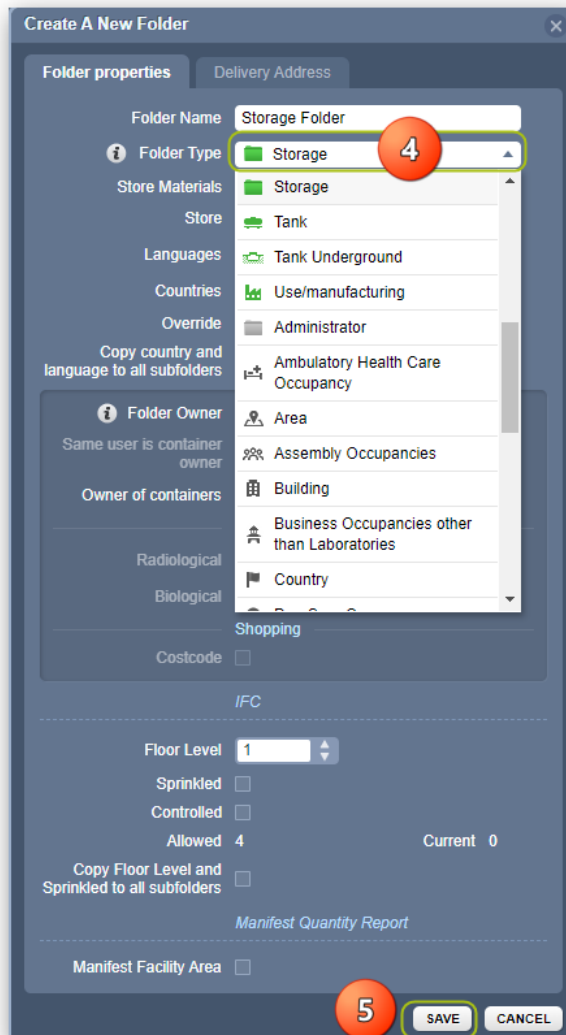 Create A New Folder
Folder properties
Delivery Address
Folder Name Storage Folder
i Folder Type Storage 4
Store Materials Storage
Store Tank
Languages Tank Underground
Countries Use/manufacturing
Override Administrator
Copy country and
language to all subfolders
Ambulatory Health Care
Occupancy
i Folder Owner Area
Same user is container
owner
Assembly Occupancies
Owner of containers Building
Business Occupancies other
than Laboratories
Radiological
Country
Biological
Shopping
Costcode
IFC
Floor Level 1
Sprinkled
Controlled
Allowed 4 Current 0
Copy Floor Level and
Sprinkled to all subfolders
Manifest Quantity Report
Manifest Facility Area
5 SAVE CANCEL